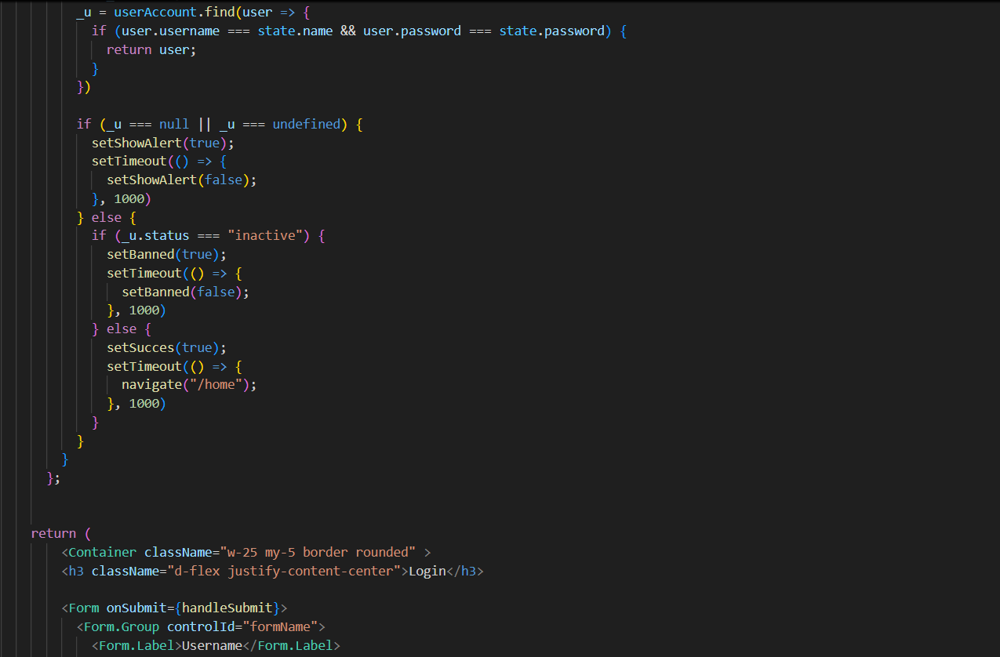 _u = userAccount.find(user => {
if (user.username === state.name && user.password === state.password) {
return user;
}
})
if (_u === null || _u === undefined) {
setShowAlert(true);
setTimeout(() => {
setShowAlert(false);
}, 1000)
} else {
if (_u.status === "inactive") {
setBanned(true);
setTimeout(() => {
setBanned(false);
}, 1000)
} else {
setSucces(true);
setTimeout(() => {
navigate("/home");
}, 1000)
}
}
}
};
return (
<Container className="w-25 my-5 border rounded" >
<h3 className="d-flex justify-content-center">Login</h3>
<Form onSubmit={handleSubmit}>
<Form.Group controlId="formName">
<Form.Label>Username</Form.Label>